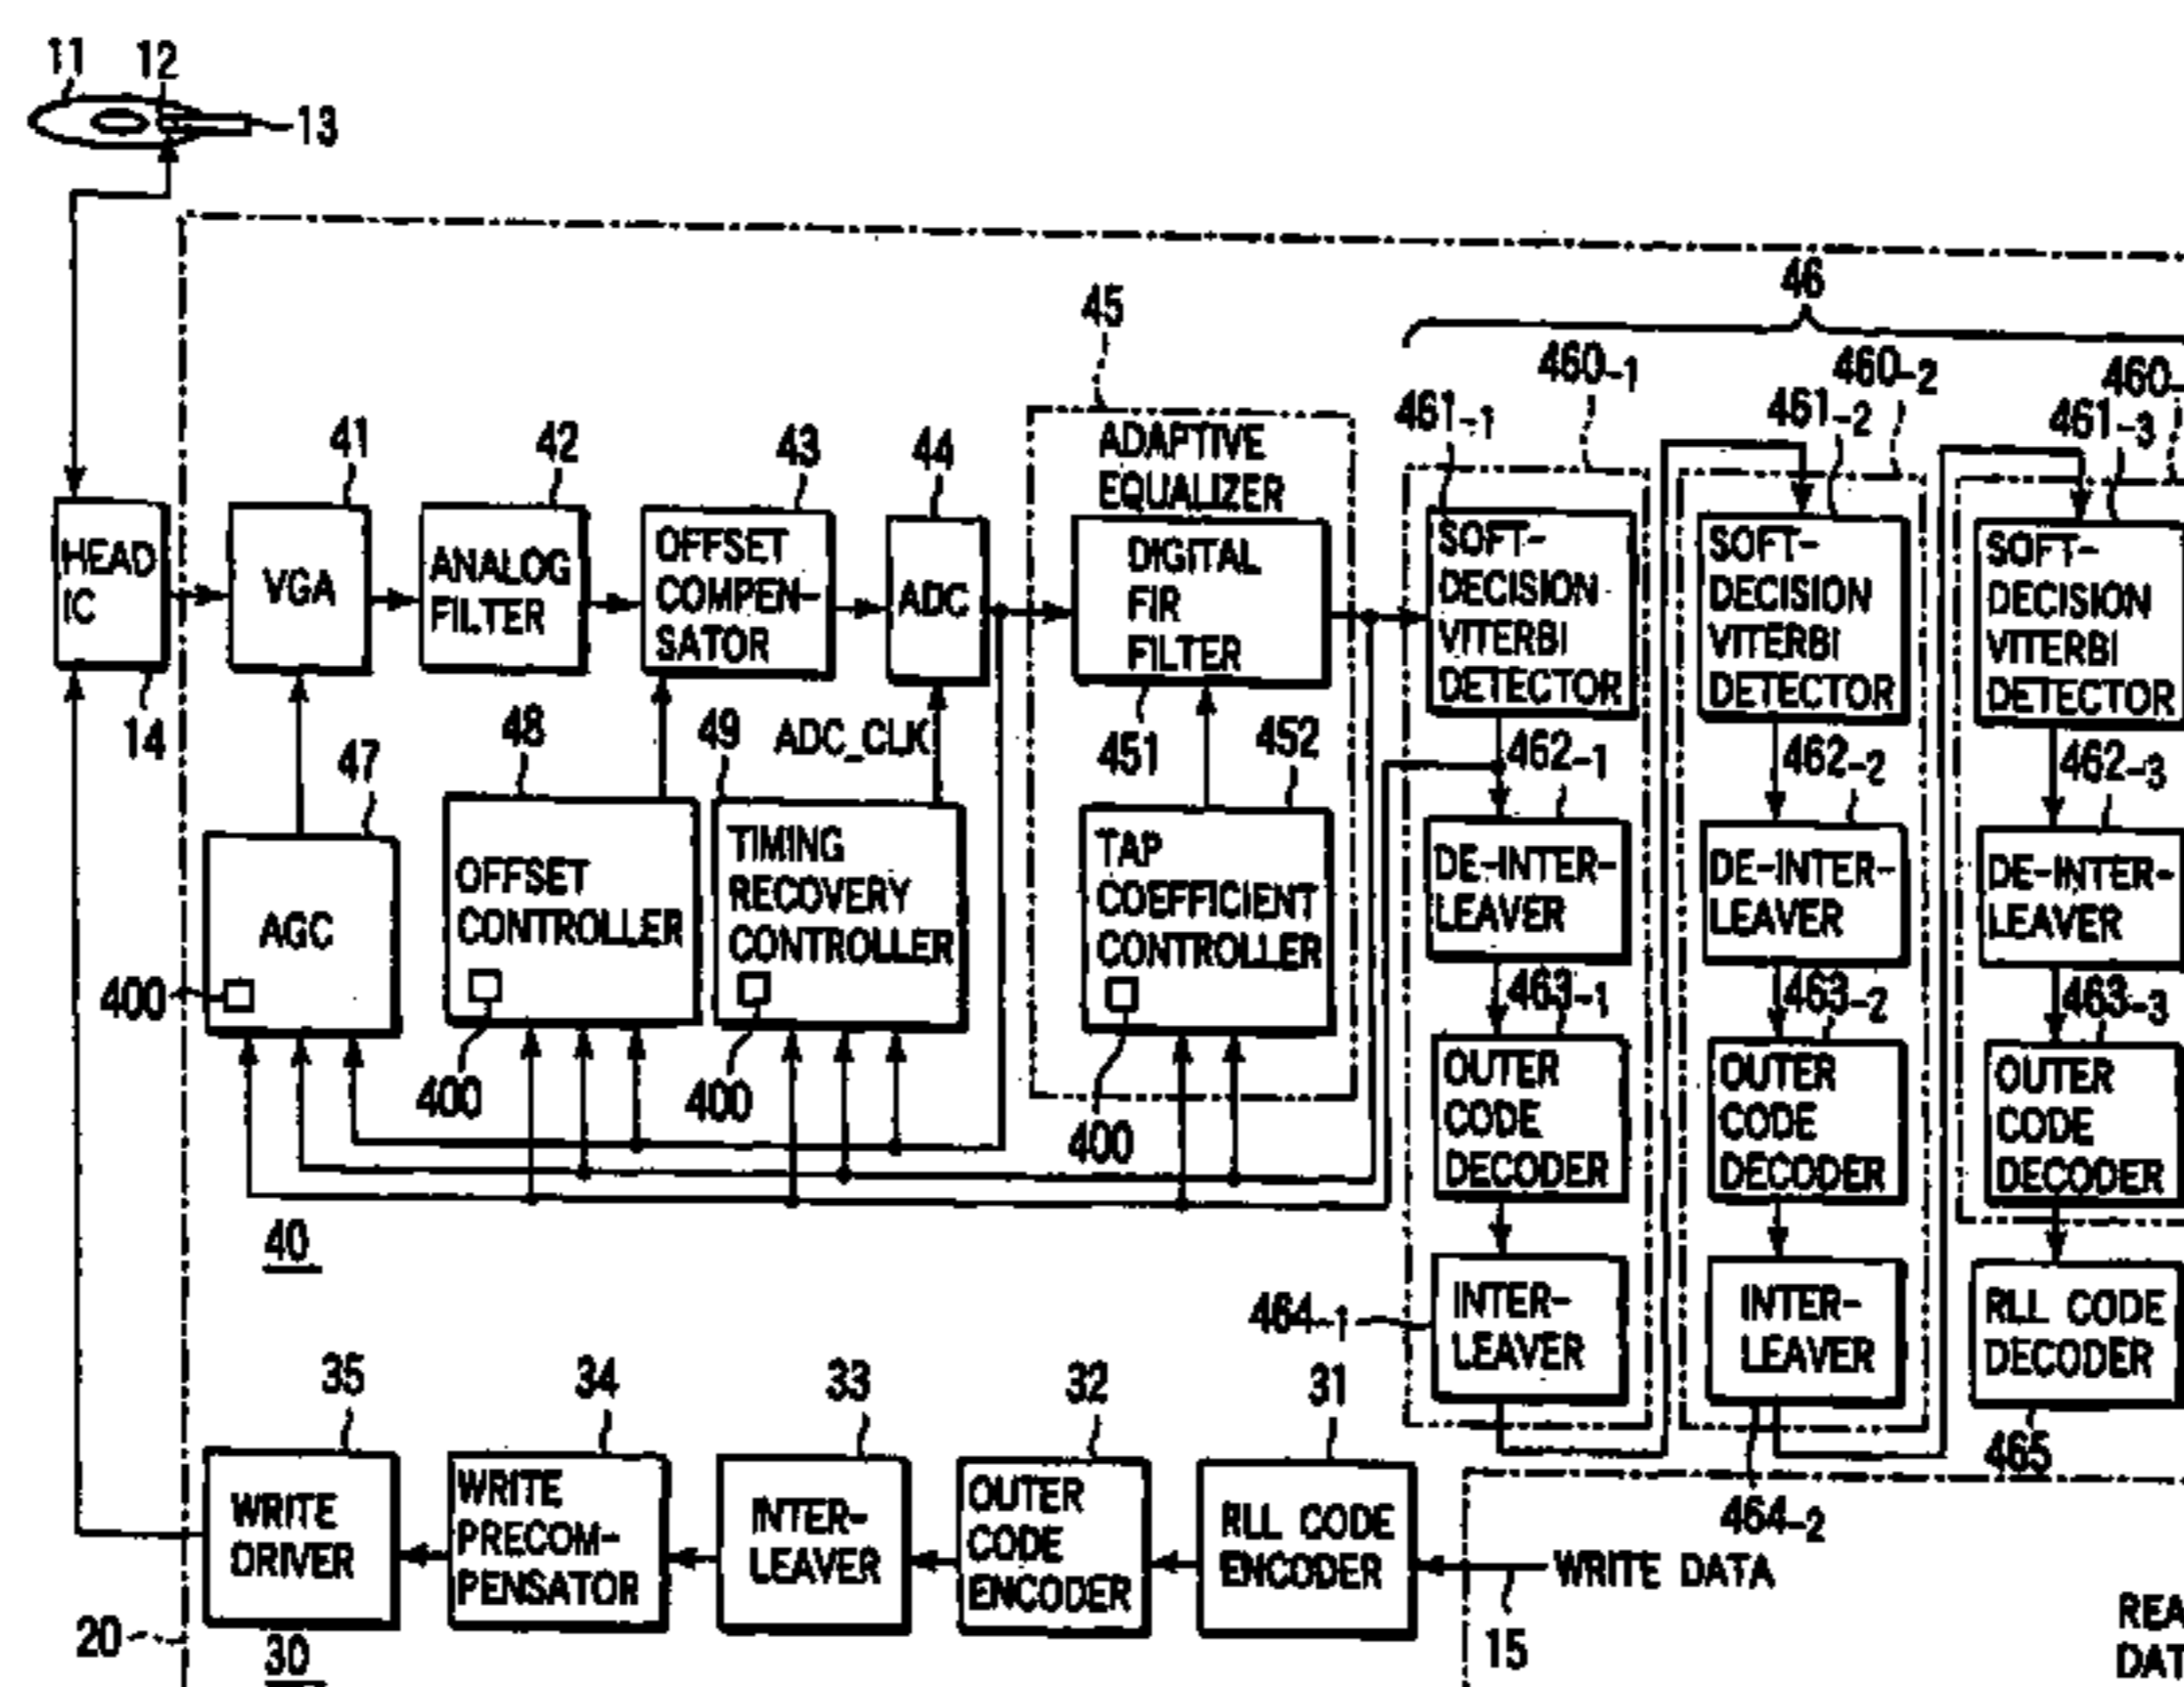 11
12
13
46
45
460-1
460-2
460-
461-1
461-2
461-3
41
42
43
44
ADAPTIVE
EQUALIZER
HEAD
IC
VGA
ANALOG
FILTER
OFFSET
COMPEN-
SATOR
ADC
DIGITAL
FIR
FILTER
SOFT-
DECISION
VITERBI
DETECTOR
SOFT-
DECISION
VITERBI
DETECTOR
SOFT-
DECISION
VITERBI
DETECTOR
14
47
48
49
ADC_CLK
451
452
462-1
462-2
462-3
AGC
OFFSET
CONTROLLER
TIMING
RECOVERY
CONTROLLER
TAP
COEFFICIENT
CONTROLLER
DE-INTER-
LEAVER
DE-INTER-
LEAVER
DE-INTER-
LEAVER
400
400
400
400
463-1
463-2
463-3
OUTER
CODE
DECODER
OUTER
CODE
DECODER
OUTER
CODE
DECODER
40
464-1
INTER-
LEAVER
INTER-
LEAVER
RLL CODE
DECODER
35
34
33
32
31
465
464-2
WRITE
DRIVER
WRITE
PRECOM-
PENSATOR
INTER-
LEAVER
OUTER
CODE
ENCODER
RLL CODE
ENCODER
WRITE DATA
15
20
30
REA
DAT